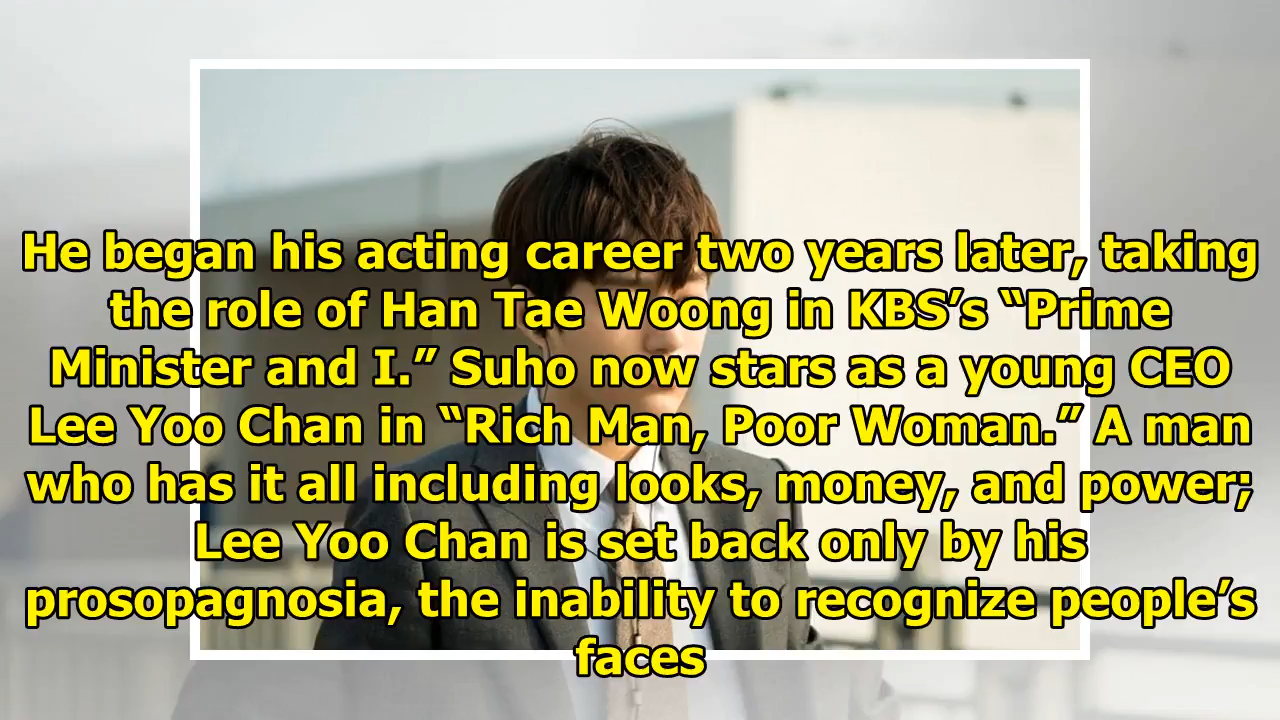 He began his acting career two years later, taking
the role of Han Tae Woong in KBS’s “Prime
Minister and I.” Suho now stars as a young CEO
Lee Yoo Chan in “Rich Man, Poor Woman.” A man
who has it all including looks, money, and power;
Lee Yoo Chan is set back only by his
prosopagnosia, the inability to recognize people’s
faces